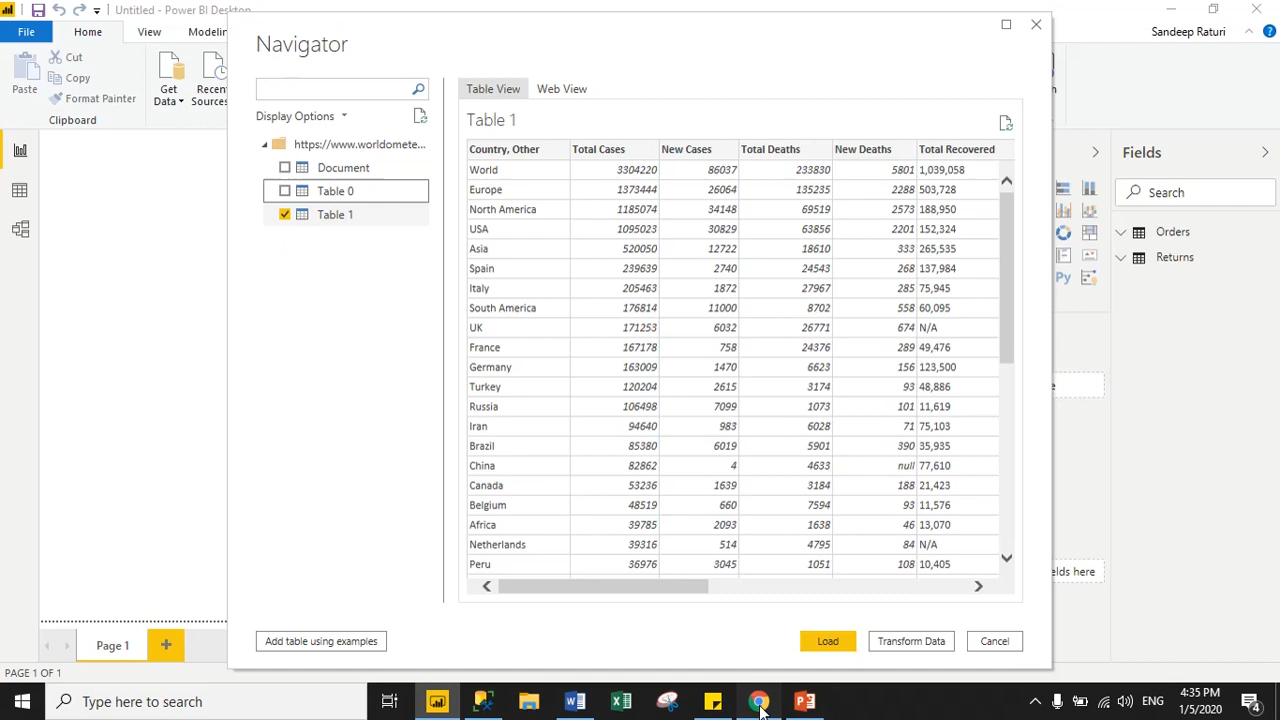 Untitled - Power BI Desktop
Navigator
File Home View Modelin
Sandeep Raturi
Cut
Copy
Format Painter
Paste
Clipboard
Get
Data
Recent
Sources
Display Options
https://www.worldomete...
Document
Table 0
Table 1
Table View Web View
Table 1
Country, Other Total Cases New Cases Total Deaths New Deaths Total Recovered
World 3304220 86037 233830 5801 1,039,058
Europe 1373444 26064 135235 2288 503,728
North America 1185074 34148 69519 2573 188,950
USA 1095023 30829 63856 2201 152,324
Asia 520050 12722 18610 333 265,535
Spain 239639 2740 24543 268 137,984
Italy 205463 1872 27967 285 75,945
South America 176814 11000 8702 558 60,095
UK 171253 6032 26771 674 N/A
France 167178 758 24376 289 49,476
Germany 163009 1470 6623 156 123,500
Turkey 120204 2615 3174 93 48,886
Russia 106498 7099 1073 101 11,619
Iran 94640 983 6028 71 75,103
Brazil 85380 6019 5901 390 35,935
China 82862 4 4633 null 77,610
Canada 53236 1639 3184 188 21,423
Belgium 48519 660 7594 93 11,576
Africa 39785 2093 1638 46 13,070
Netherlands 39316 514 4795 84 N/A
Peru 36976 3045 1051 108 10,405
Fields
Search
Orders
Returns
Py
elds here
Add table using examples
Load Transform Data Cancel
Page 1
PAGE 1 OF 1
Type here to search
ENG
4:35 PM
1/5/2020
4